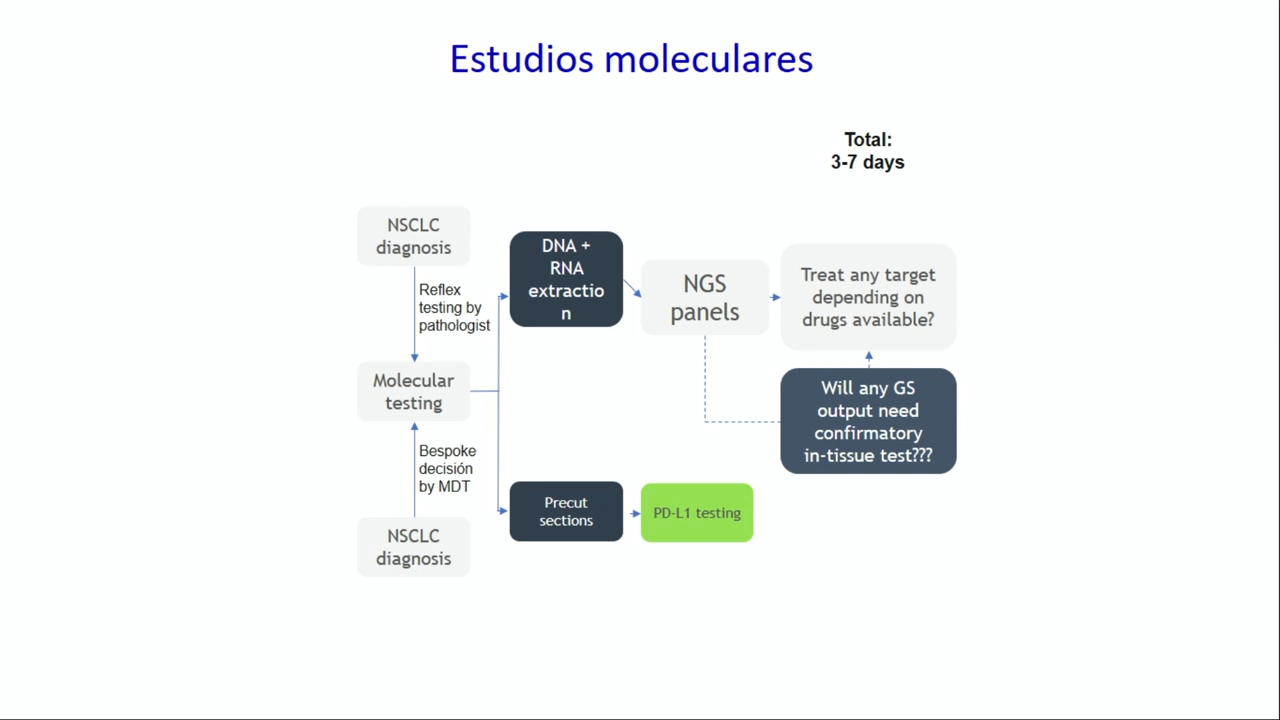 Estudios moleculares
Total:
3-7 days
NSCLC
diagnosis
Reflex
testing by
pathologist
Molecular
testing
Bespoke
decisión
by MDT
NSCLC
diagnosis
DNA +
RNA
extractio
n
NGS
panels
Treat any target
depending on
drugs available?
Will any GS
output need
confirmatory
in-tissue test???
Precut
sections
PD-L1 testing